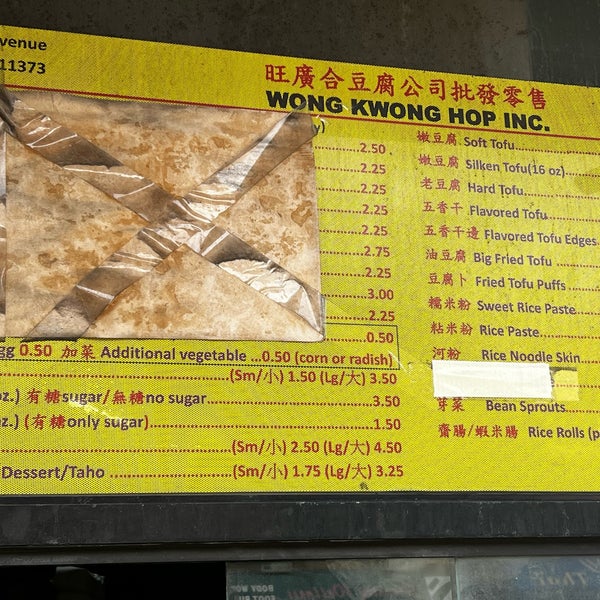 venue
11373
旺廣合豆腐公司批發零售
WONG KWONG HOP INC.
y)
...2.50
...2.25
...2.25
...2.25
...2.25
...2.75
...2.25
...3.00
...2.25
...0.50
gg 0.50 加菜 Additional vegetable ...0.50 (corn or radish)
...(Sm/小) 1.50 (Lg/大) 3.50
oz.) 有糖sugar/無糖no sugar...3.50
oz.) (有糖only sugar)...1.50
...(Sm/小) 2.50 (Lg/大) 4.50
Dessert/Taho ...(Sm/小) 1.75 (Lg/大) 3.25
嫩豆腐 Soft Tofu...
嫩豆腐 Silken Tofu(16 oz)...
老豆腐 Hard Tofu...
五香干 Flavored Tofu...
五香干邊 Flavored Tofu Edges
油豆腐 Big Fried Tofu ...
豆腐卜 Fried Tofu Puffs...
糯米粉 Sweet Rice Paste...
粘米粉 Rice Paste...
河粉 Rice Noodle Skin
芽菜 Bean Sprouts...
齋腸/蝦米腸 Rice Rolls (p